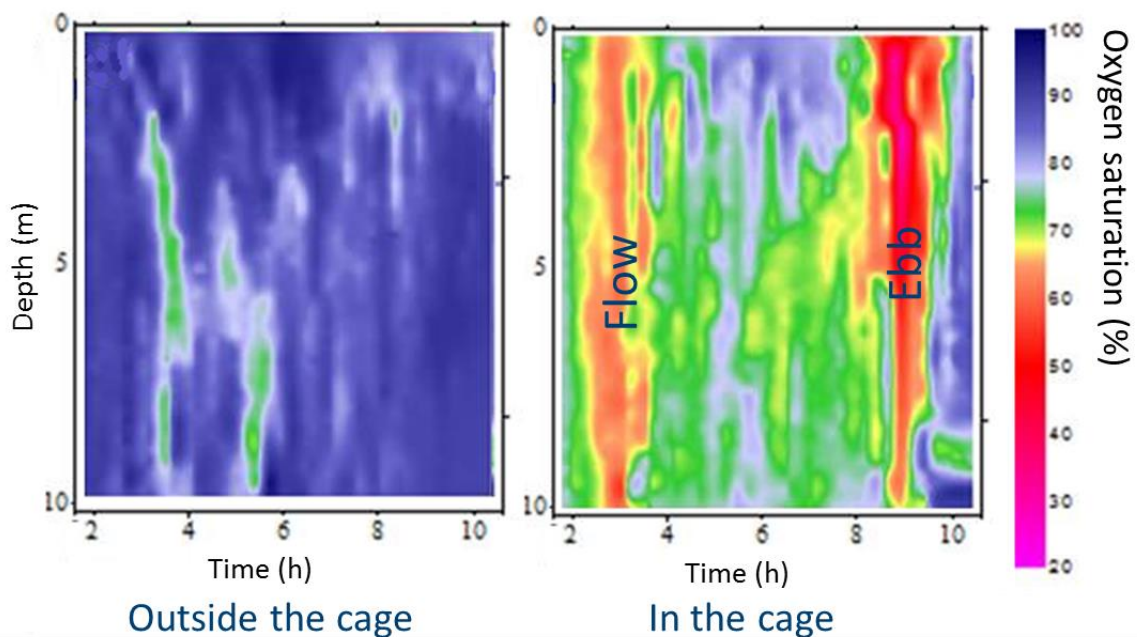 0
5
10
Depth (m)
2 4 6 8 10
Time (h)
Outside the cage
0
5
10
Flow
Ebb
2 4 6 8 10
Time (h)
In the cage
100
90
80
70
60
50
40
30
20
Oxygen saturation (%)